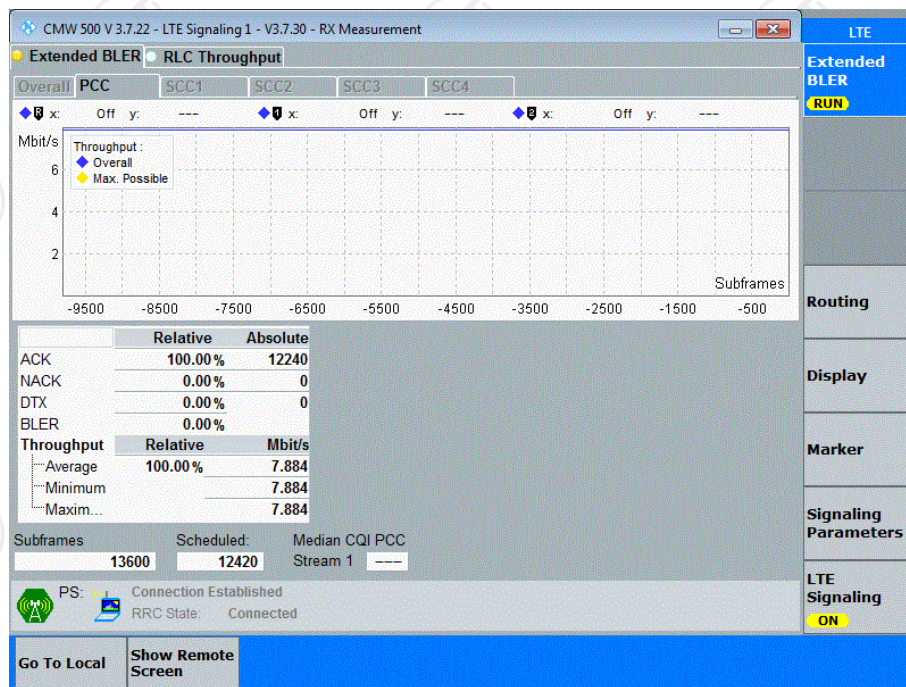 CMW 500 V 3.7.22 - LTE Signaling 1 - V3.7.30 - RX Measurement
LTE
Extended BLER RLC Throughput
Extended BLER
RUN
Overall PCC SCC1 SCC2 SCC3 SCC4
R x: Off y: --- 1 x: Off y: --- 2 x: Off y: ---
Mbit/s
Throughput :
Overall
Max. Possible
6
4
2
Subframes
-9500 -8500 -7500 -6500 -5500 -4500 -3500 -2500 -1500 -500
Routing
Relative Absolute
ACK 100.00 % 12240
NACK 0.00 % 0
DTX 0.00 % 0
BLER 0.00 %
Display
Throughput Relative Mbit/s
Average 100.00 % 7.884
Minimum 7.884
Maxim... 7.884
Marker
Subframes Scheduled: Median CQI PCC
13600 12420 Stream 1 ---
Signaling Parameters
PS: Connection Established
RRC State: Connected
LTE Signaling
ON
Go To Local
Show Remote Screen